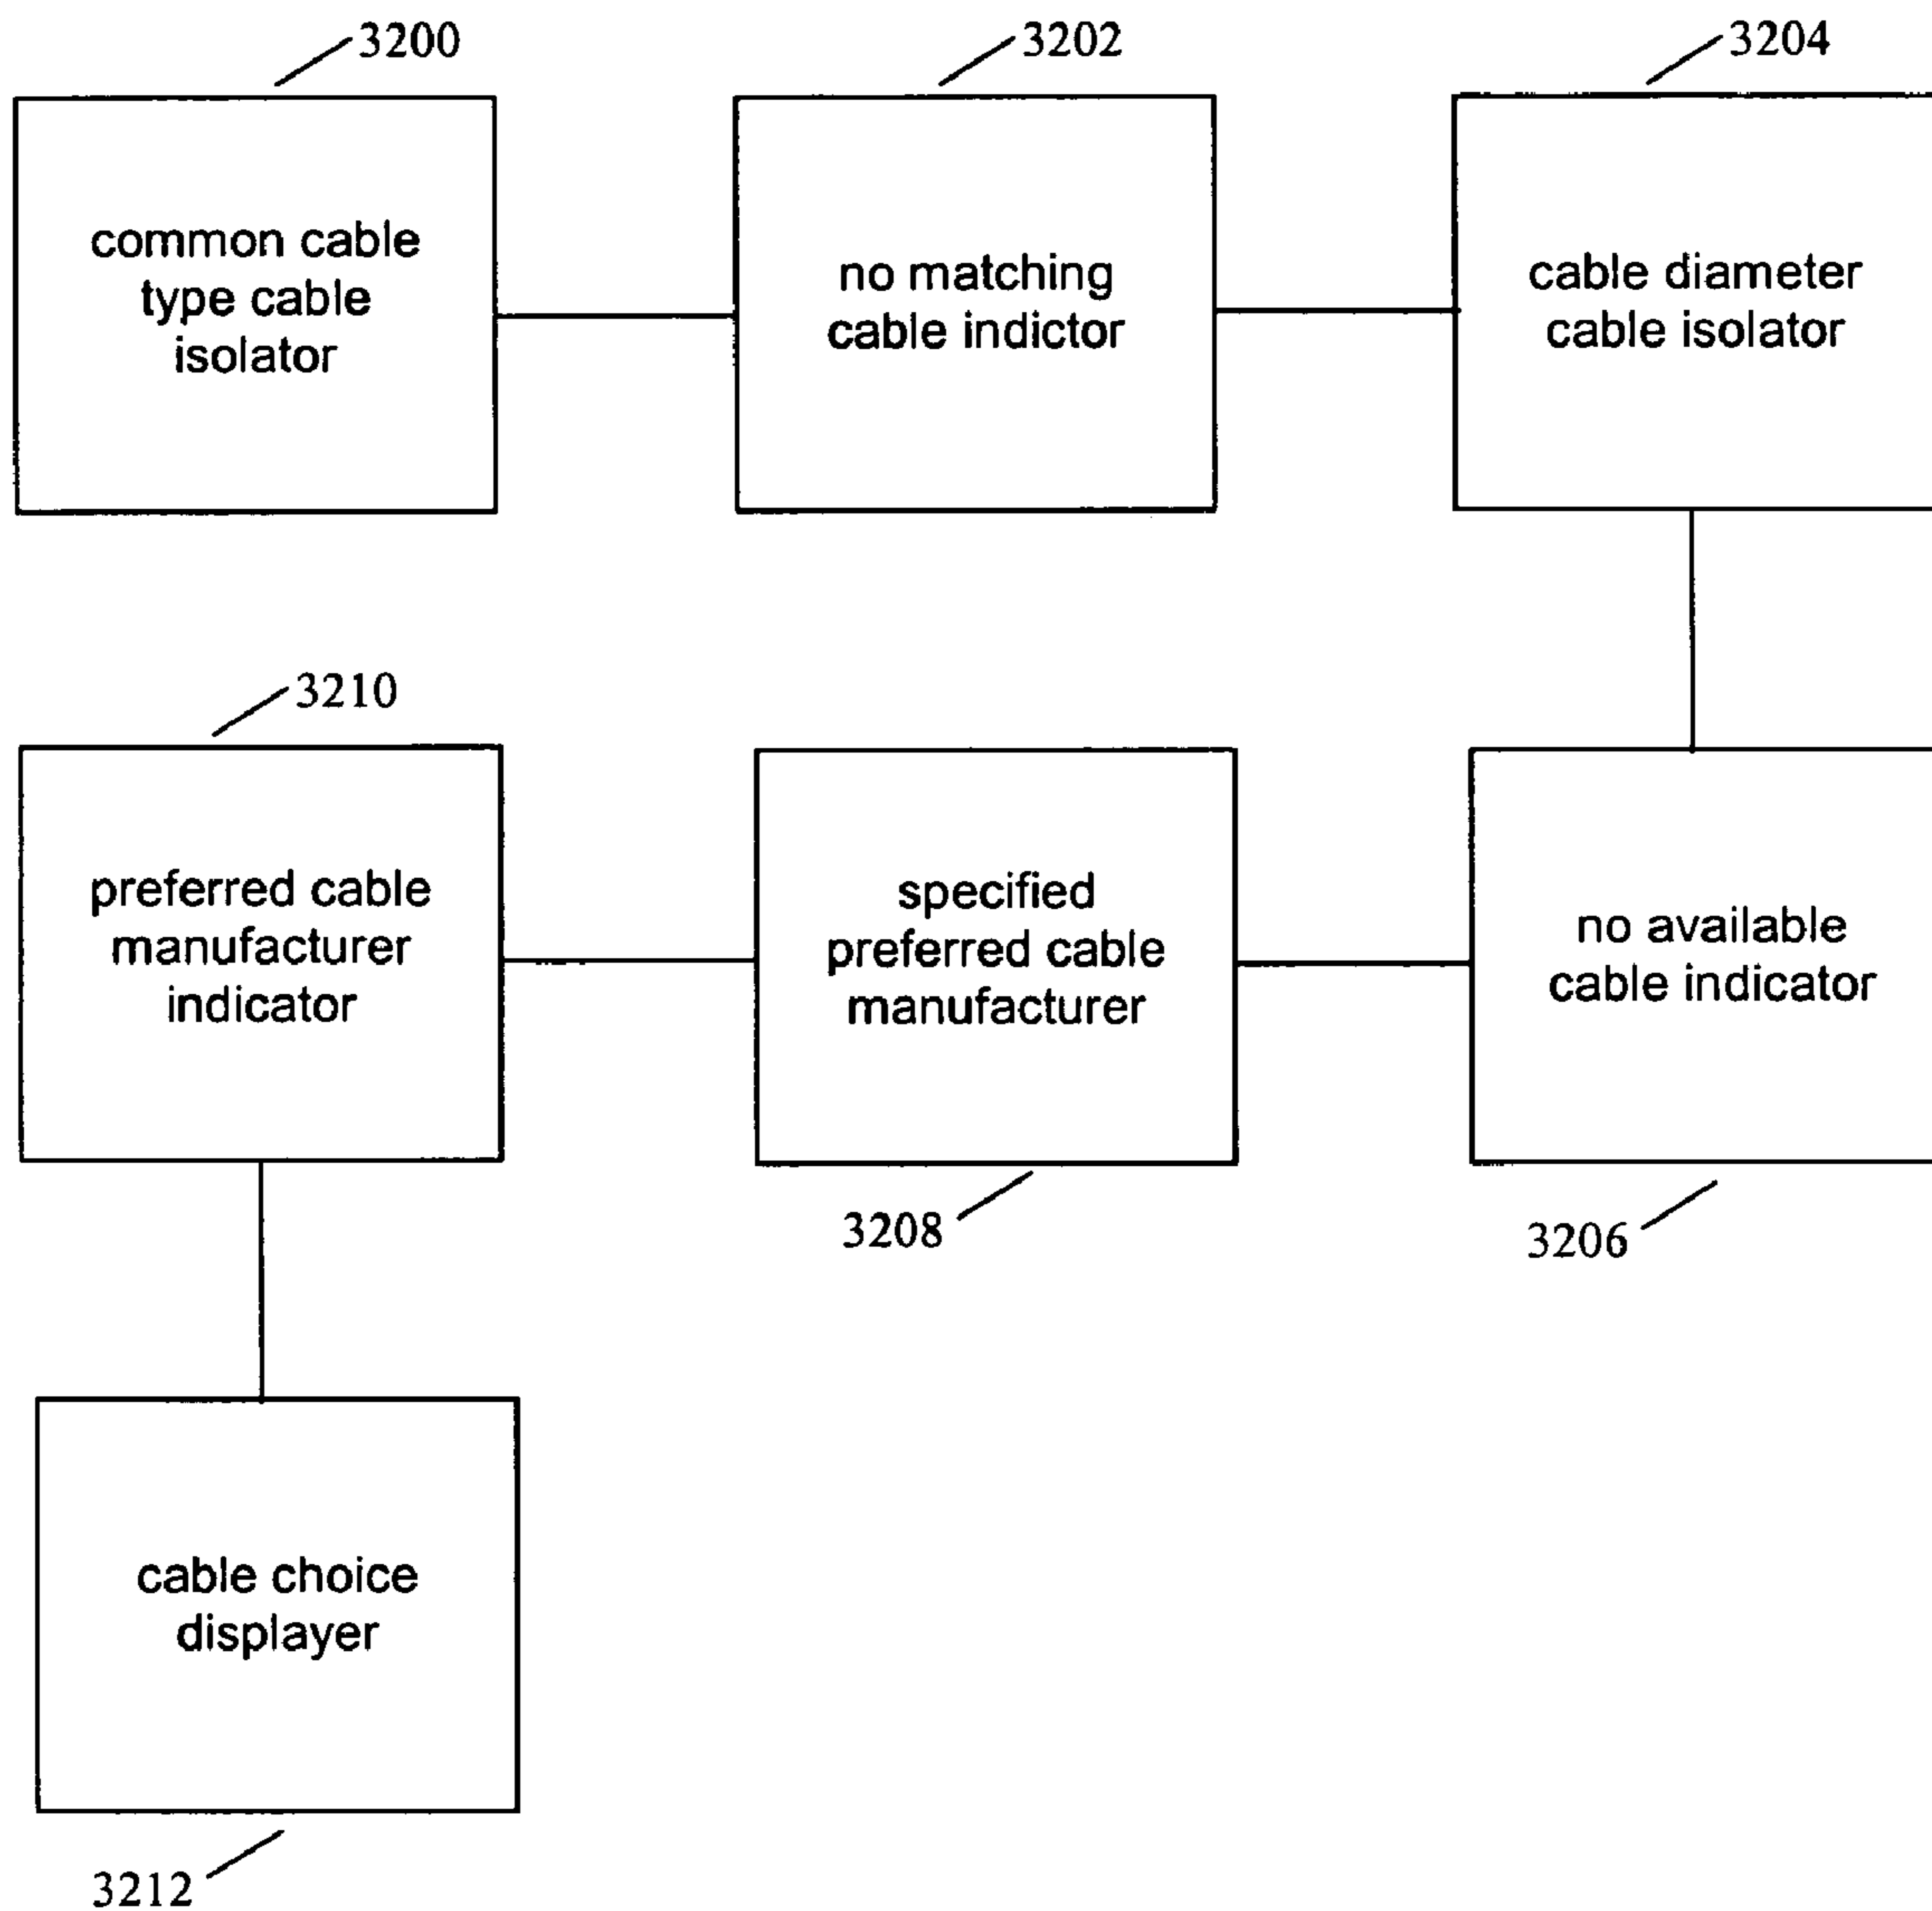 3200
3202
3204
common cable
type cable
isolator
no matching
cable indictor
cable diameter
cable isolator
3210
preferred cable
manufacturer
indicator
specified
preferred cable
manufacturer
no available
cable indicator
3208
3206
cable choice
displayer
3212